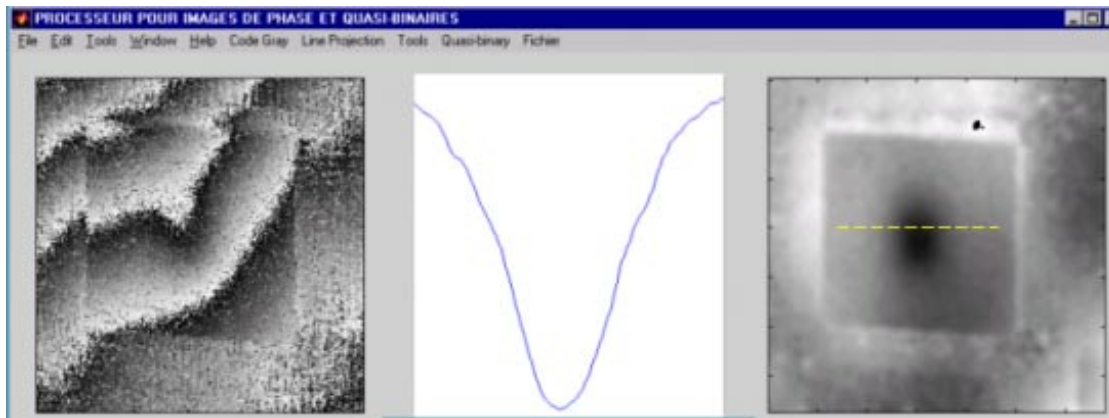 PROCESSEUR POUR IMAGES DE PHASE ET QUASI-BINAIRES
File Edit Tools Window Help Code Gray Line Projection Tools Quasi-binary Fichier